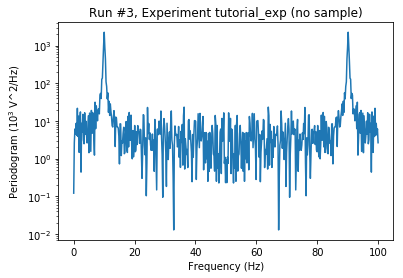 Run #3, Experiment tutorial_exp (no sample)
Periodogram (10³ V^2/Hz)
10³
10²
10¹
10⁰
10⁻¹
10⁻²
0 20 40 60 80 100
Frequency (Hz)